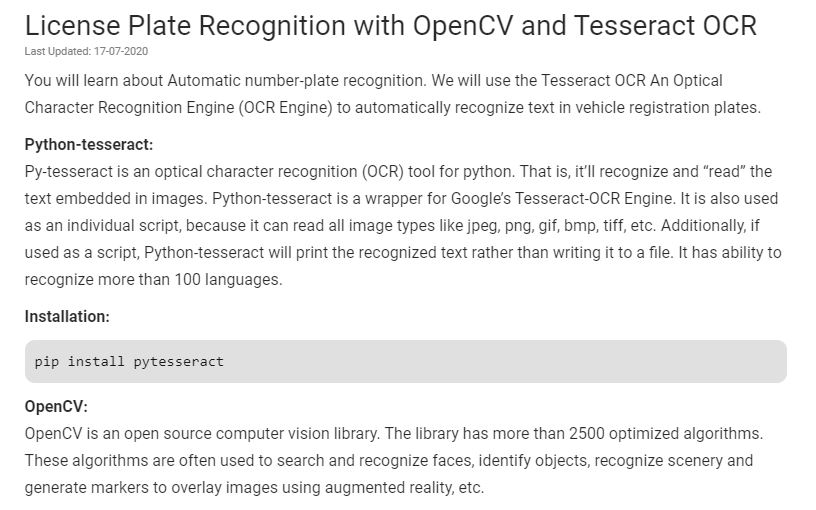 License Plate Recognition with OpenCV and Tesseract OCR
Last Updated: 17-07-2020
You will learn about Automatic number-plate recognition. We will use the Tesseract OCR An Optical
Character Recognition Engine (OCR Engine) to automatically recognize text in vehicle registration plates.
Python-tesseract:
Py-tesseract is an optical character recognition (OCR) tool for python. That is, it’ll recognize and “read” the
text embedded in images. Python-tesseract is a wrapper for Google’s Tesseract-OCR Engine. It is also used
as an individual script, because it can read all image types like jpeg, png, gif, bmp, tiff, etc. Additionally, if
used as a script, Python-tesseract will print the recognized text rather than writing it to a file. It has ability to
recognize more than 100 languages.
Installation:
pip install pytesseract
OpenCV:
OpenCV is an open source computer vision library. The library has more than 2500 optimized algorithms.
These algorithms are often used to search and recognize faces, identify objects, recognize scenery and
generate markers to overlay images using augmented reality, etc.